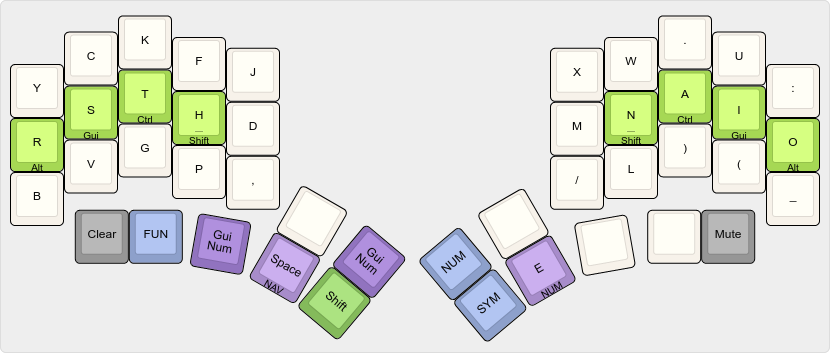 Y C K F J X W . U :
R S T H D M N A I O
Alt Gui Ctrl _ Shift _ Shift Ctrl Gui Alt
B V G P , / L ) ( _
Clear FUN Gui Num Space NAV Gui Num Shift NUM SYM E NUM Mute